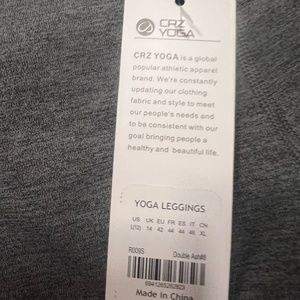 CRZ
YOGA
CRZ YOGA is a global
popular athletic apparel
brand. We're constantly
updating our clothing
fabric and style to meet
our people's needs and
to be consistent with our
goal bringing people a
healthy and beautiful life.
YOGA LEGGINGS
US UK EU FR ES IT CN
L(12) 14 42 44 44 46 XL
R009S Double Ash#6
Made in China